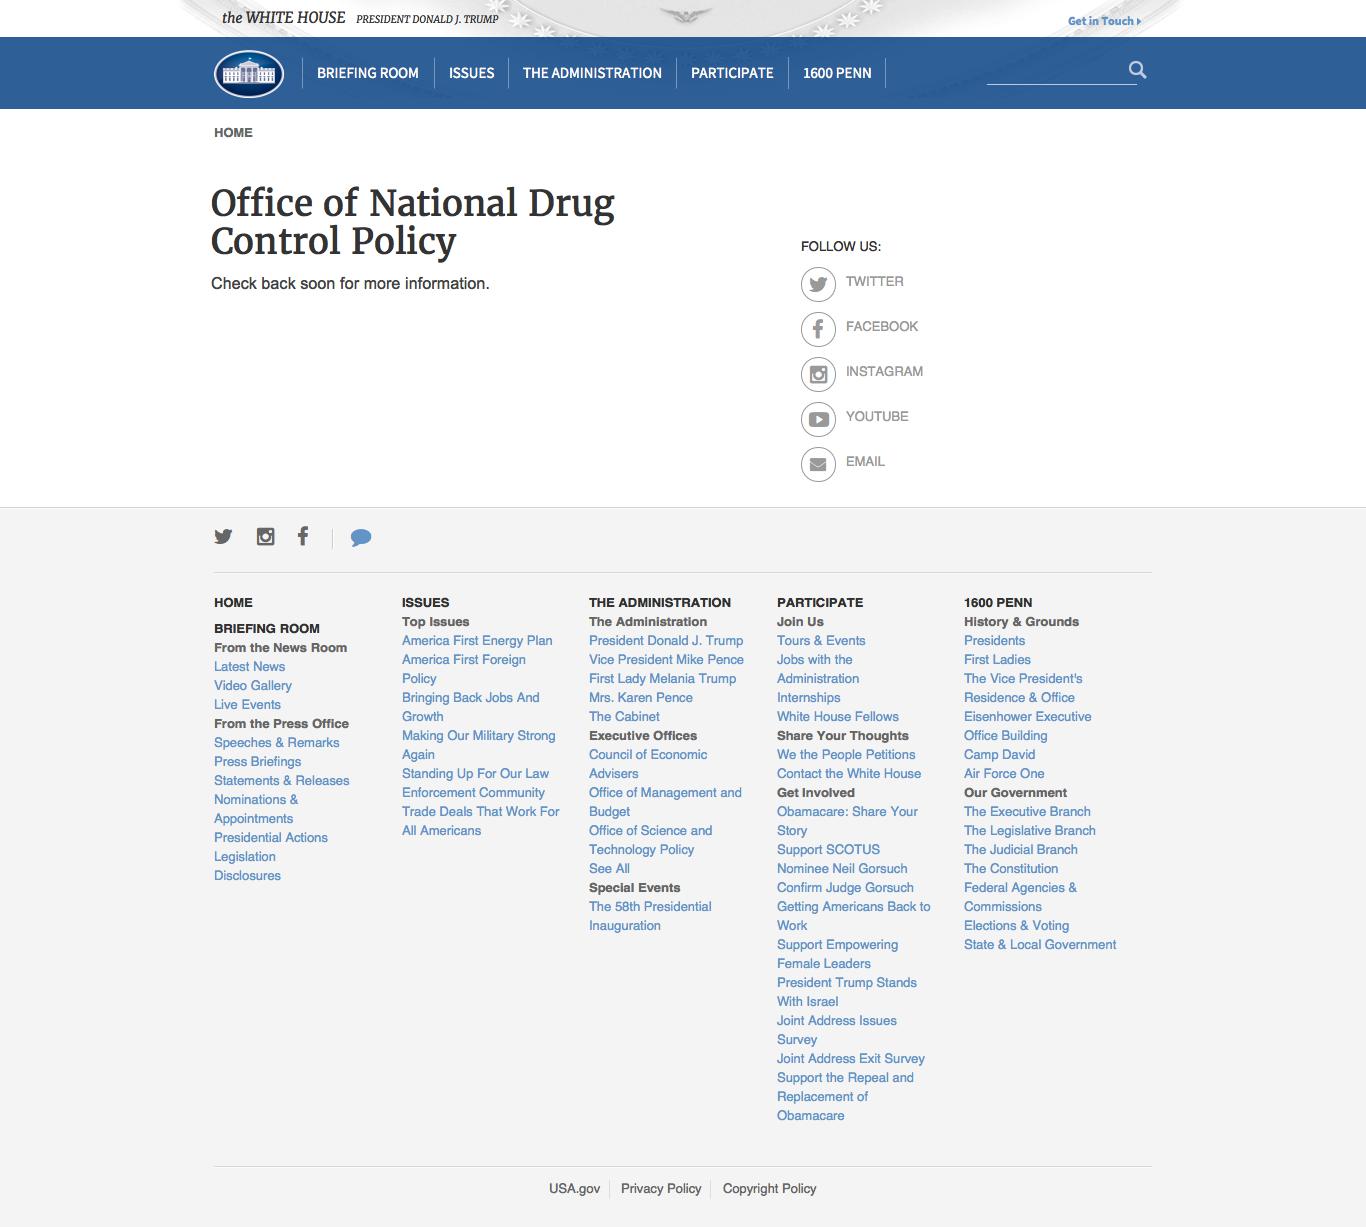 the WHITE HOUSE PRESIDENT DONALD J. TRUMP
Get in Touch
BRIEFING ROOM
ISSUES
THE ADMINISTRATION
PARTICIPATE
1600 PENN
HOME
Office of National Drug
Control Policy
Check back soon for more information.
FOLLOW US:
TWITTER
FACEBOOK
INSTAGRAM
YOUTUBE
EMAIL
HOME
BRIEFING ROOM
From the News Room
Latest News
Video Gallery
Live Events
From the Press Office
Speeches & Remarks
Press Briefings
Statements & Releases
Nominations &
Appointments
Presidential Actions
Legislation
Disclosures
ISSUES
Top Issues
America First Energy Plan
America First Foreign
Policy
Bringing Back Jobs And
Growth
Making Our Military Strong
Again
Standing Up For Our Law
Enforcement Community
Trade Deals That Work For
All Americans
THE ADMINISTRATION
The Administration
President Donald J. Trump
Vice President Mike Pence
First Lady Melania Trump
Mrs. Karen Pence
The Cabinet
Executive Offices
Council of Economic
Advisers
Office of Management and
Budget
Office of Science and
Technology Policy
See All
Special Events
The 58th Presidential
Inauguration
PARTICIPATE
Join Us
Tours & Events
Jobs with the
Administration
Internships
White House Fellows
Share Your Thoughts
We the People Petitions
Contact the White House
Get Involved
Obamacare: Share Your
Story
Support SCOTUS
Nominee Neil Gorsuch
Confirm Judge Gorsuch
Getting Americans Back to
Work
Support Empowering
Female Leaders
President Trump Stands
With Israel
Joint Address Issues
Survey
Joint Address Exit Survey
Support the Repeal and
Replacement of
Obamacare
1600 PENN
History & Grounds
Presidents
First Ladies
The Vice President's
Residence & Office
Eisenhower Executive
Office Building
Camp David
Air Force One
Our Government
The Executive Branch
The Legislative Branch
The Judicial Branch
The Constitution
Federal Agencies &
Commissions
Elections & Voting
State & Local Government
USA.gov
Privacy Policy
Copyright Policy